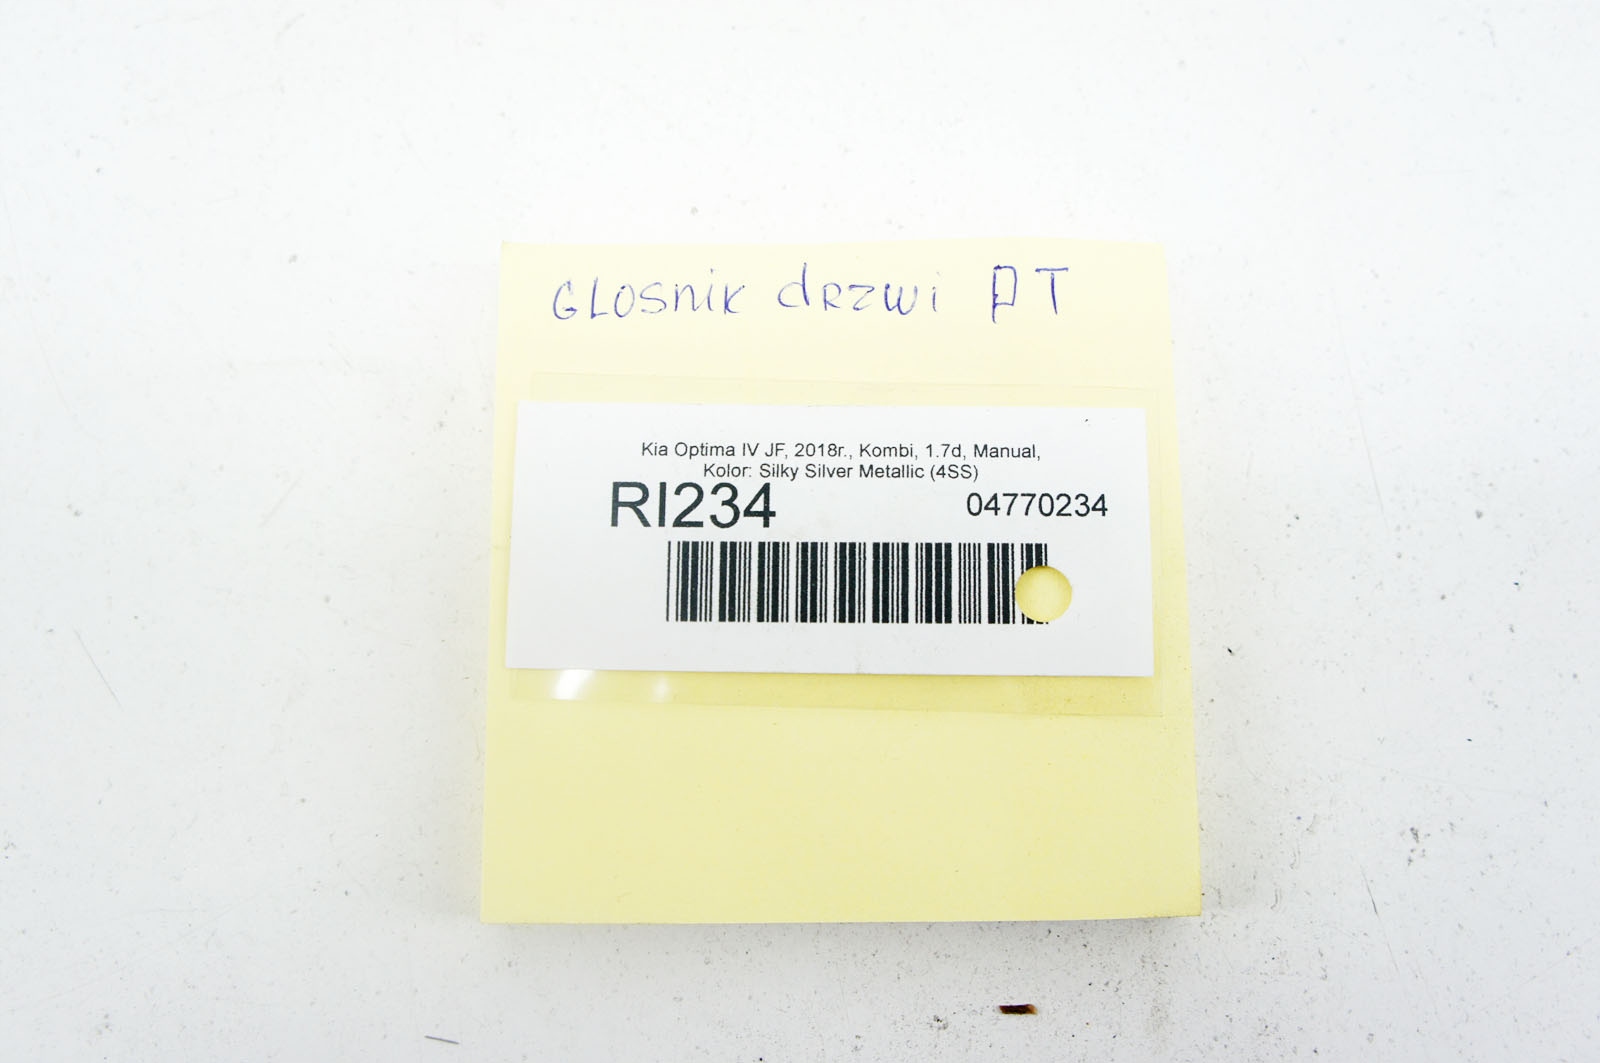 GLOSNIK dRZWI PT
Kia Optima IV JF, 2018r., Kombi, 1.7d, Manual,
Kolor: Silky Silver Metallic (4SS)
RI234 04770234